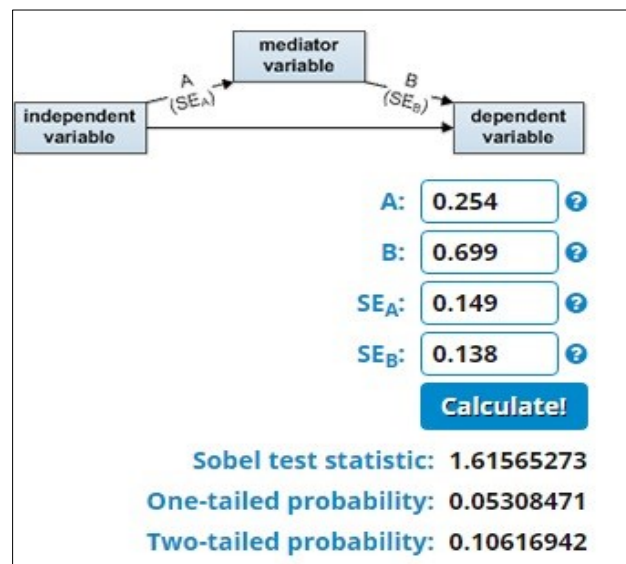 mediator
variable
A
(SEA)
B
(SEB)
independent
variable
dependent
variable
A: 0.254 ?
B: 0.699 ?
SEA: 0.149 ?
SEB: 0.138 ?
Calculate!
Sobel test statistic: 1.61565273
One-tailed probability: 0.05308471
Two-tailed probability: 0.10616942